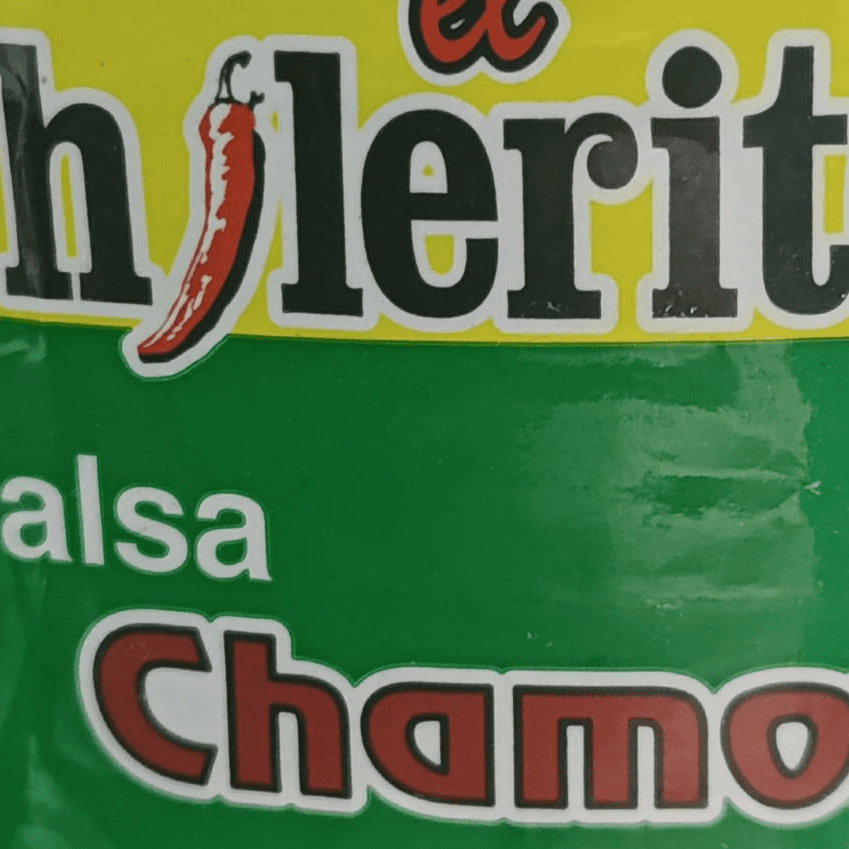 el
hilerit
alsa
Chamo